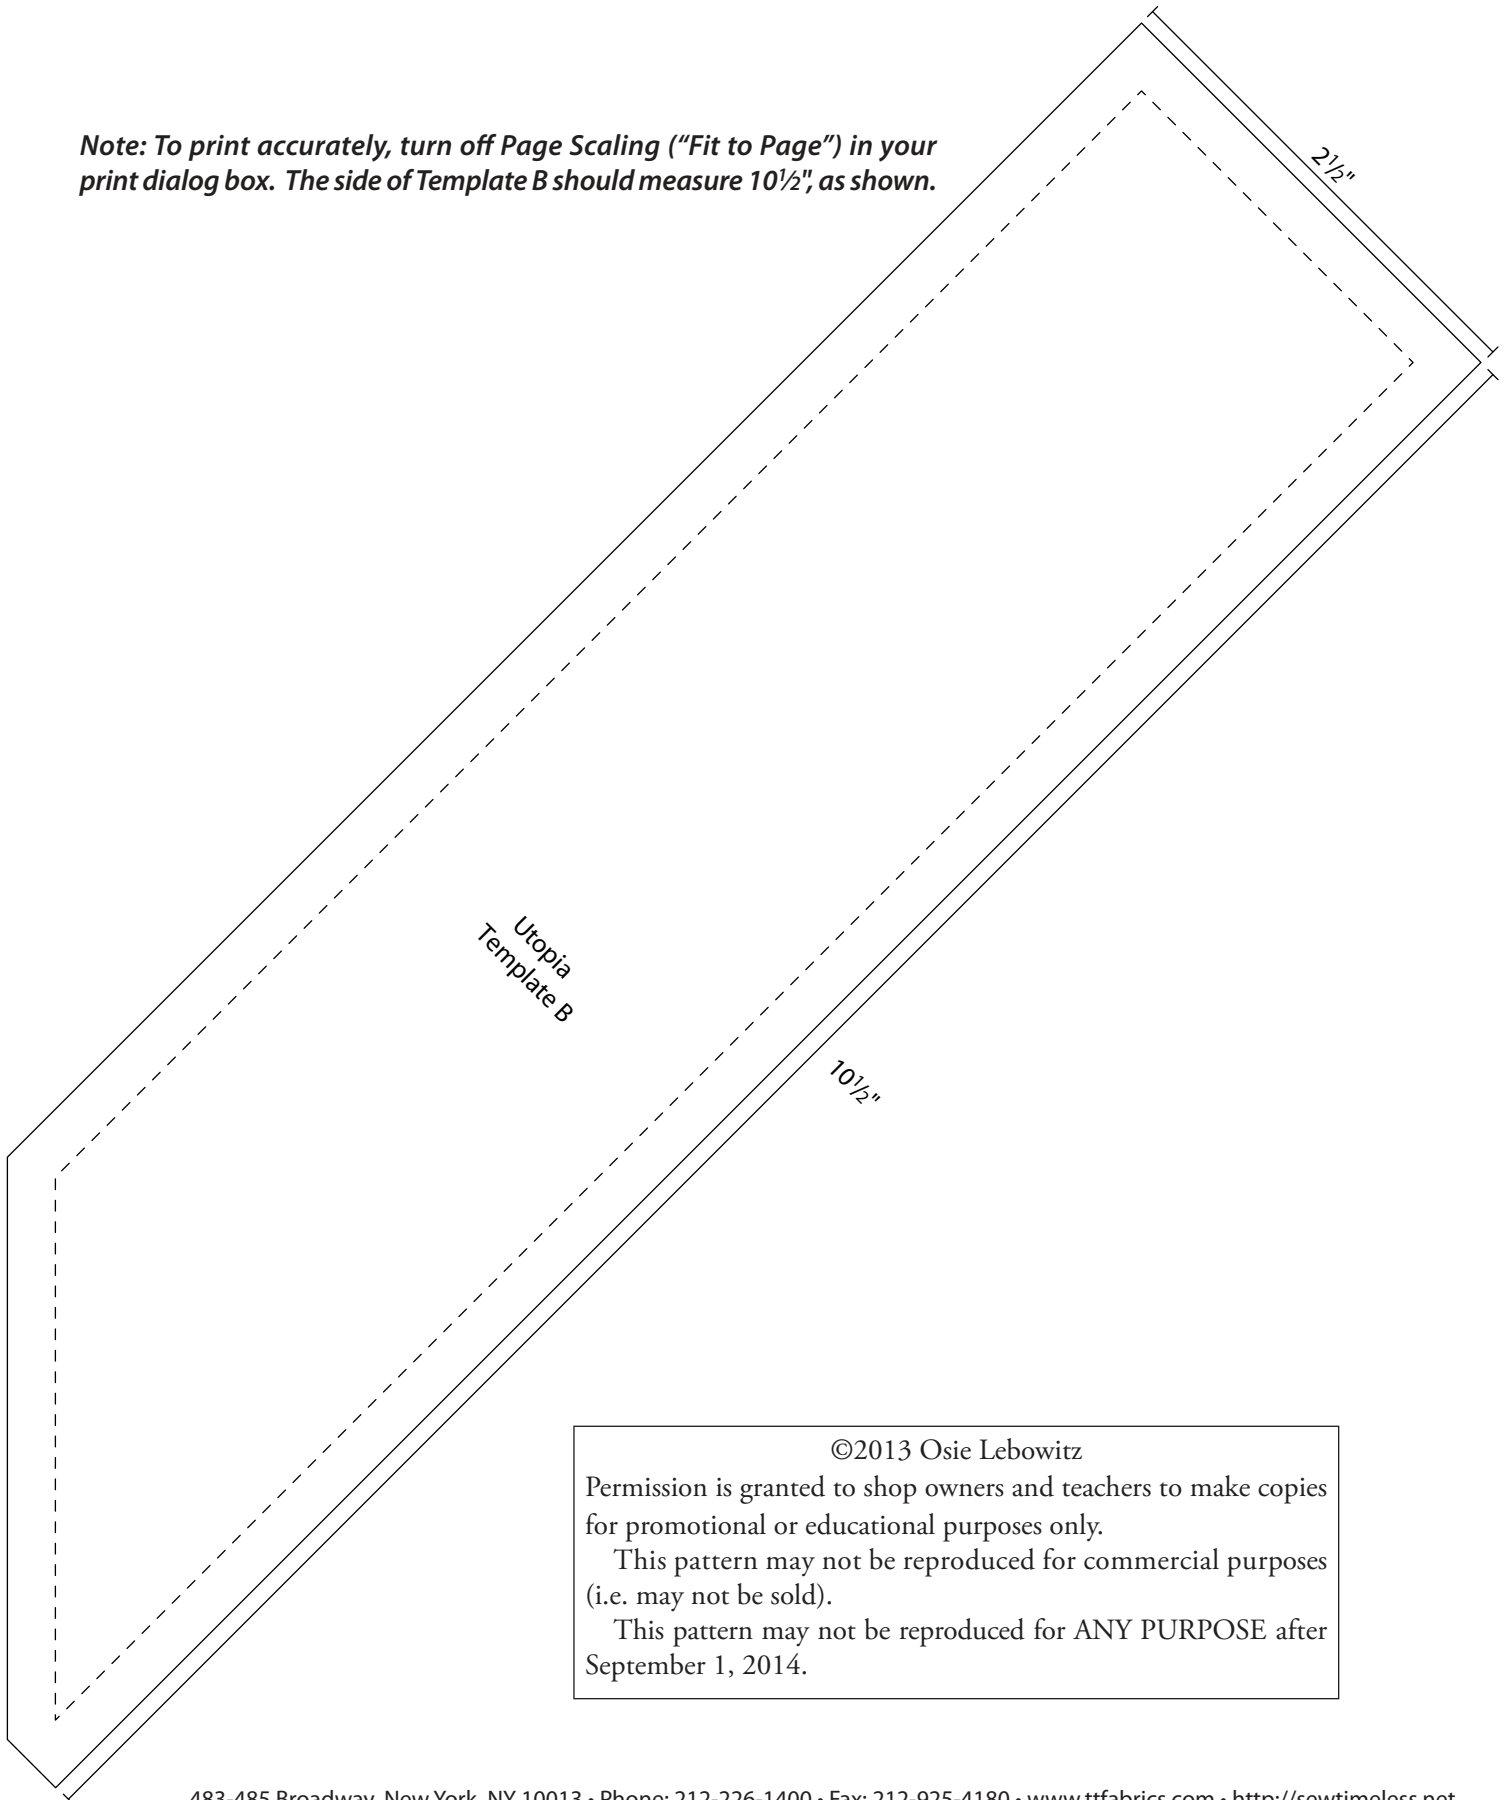 Note: To print accurately, turn off Page Scaling (“Fit to Page”) in your
print dialog box. The side of Template B should measure 10½", as shown.
2½"
Utopia
Template B
10½"
©2013 Osie Lebowitz
Permission is granted to shop owners and teachers to make copies
for promotional or educational purposes only.
This pattern may not be reproduced for commercial purposes
(i.e. may not be sold).
This pattern may not be reproduced for ANY PURPOSE after
September 1, 2014.
483-485 Broadway, New York, NY 10013 • Phone: 212-226-1400 • Fax: 212-925-4180 • www.ttfabrics.com • http://sewtimeless.net